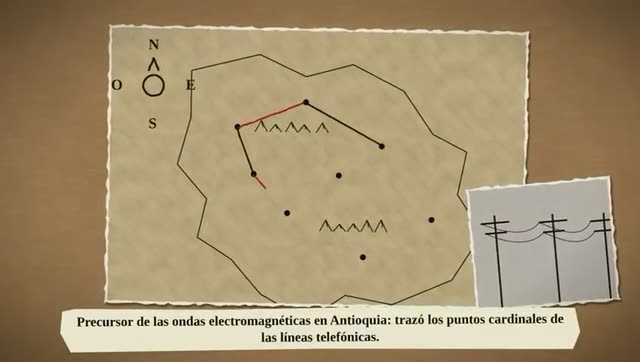 N
O E
S
Precursor de las ondas electromagnéticas en Antioquia: trazó los puntos cardinales de
las líneas telefónicas.